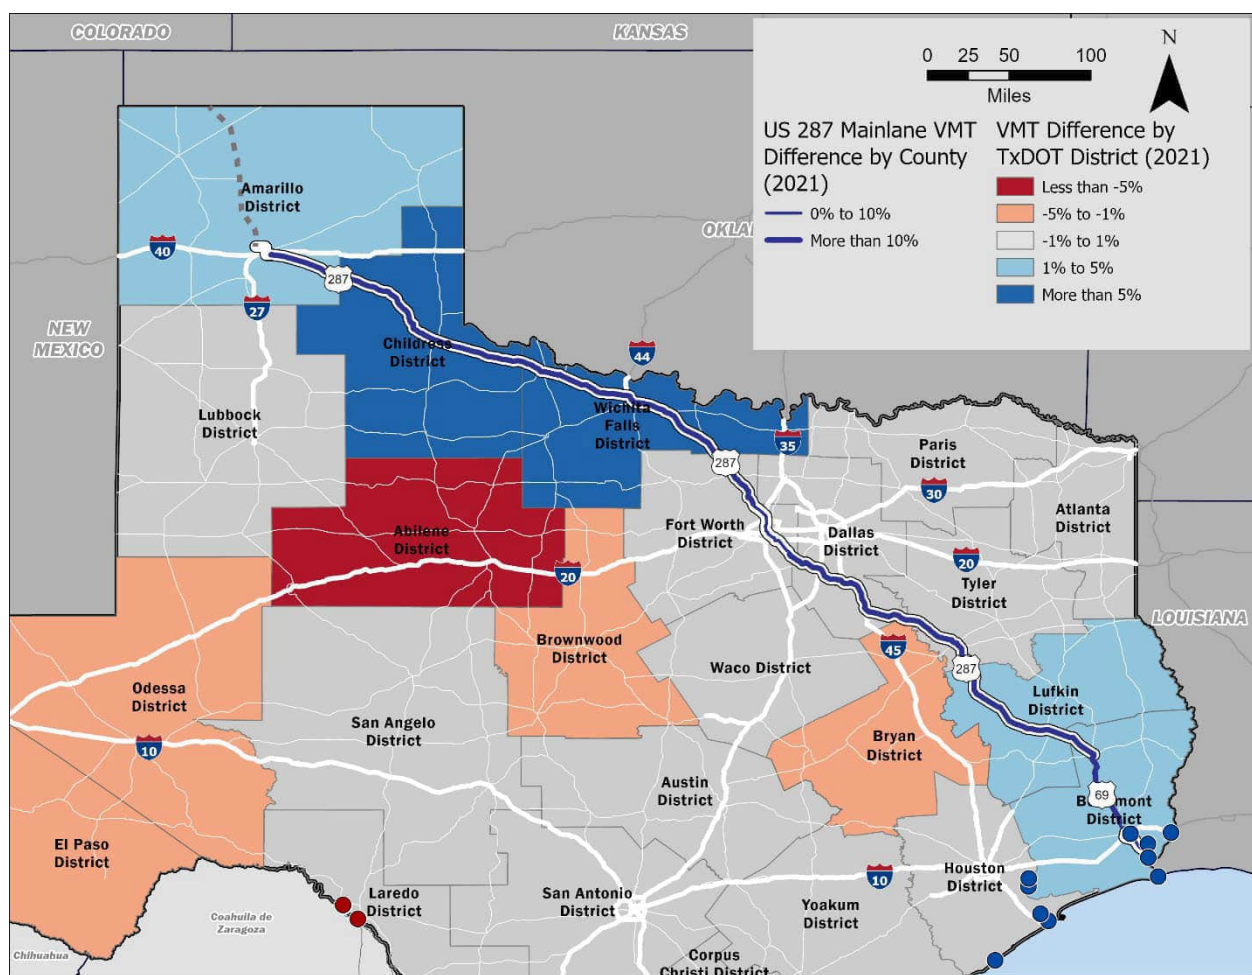 COLORADO
KANSAS
N
0 25 50 100
Miles
US 287 Mainlane VMT
Difference by County
(2021)
0% to 10%
More than 10%
VMT Difference by
TxDOT District (2021)
Less than -5%
-5% to -1%
-1% to 1%
1% to 5%
More than 5%
Amarillo
District
40
287
27
NEW
MEXICO
Childress
District
44
Lubbock
District
Wichita
Falls
District
35
287
Paris
District
30
Atlanta
District
Abilene
District
Fort Worth
District
Dallas
District
20
20
Tyler
District
LOUISIANA
Brownwood
District
45
Waco District
287
Odessa
District
Lufkin
District
San Angelo
District
10
Bryan
District
Austin
District
69
District
El Paso
District
Houston
District
10
Laredo
District
San Antonio
District
Yoakum
District
Coahuila de
Zaragoza
Chihuahua
Corpus
Christi District